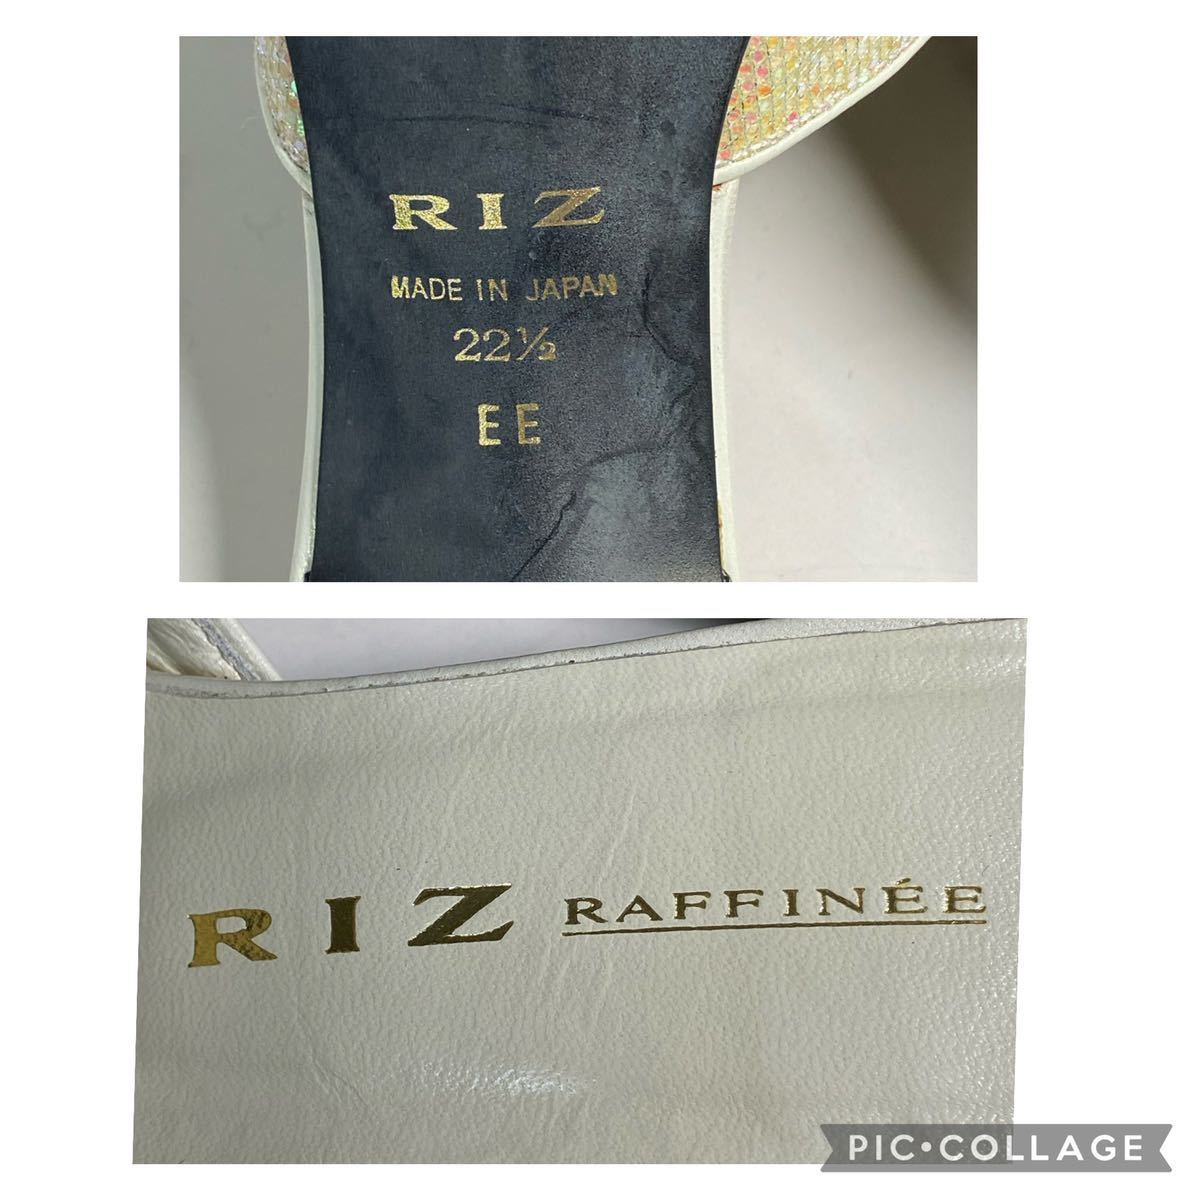 RIZ
MADE IN JAPAN
22½
EE
RIZ RAFFINÉE
PIC•COLLAGE